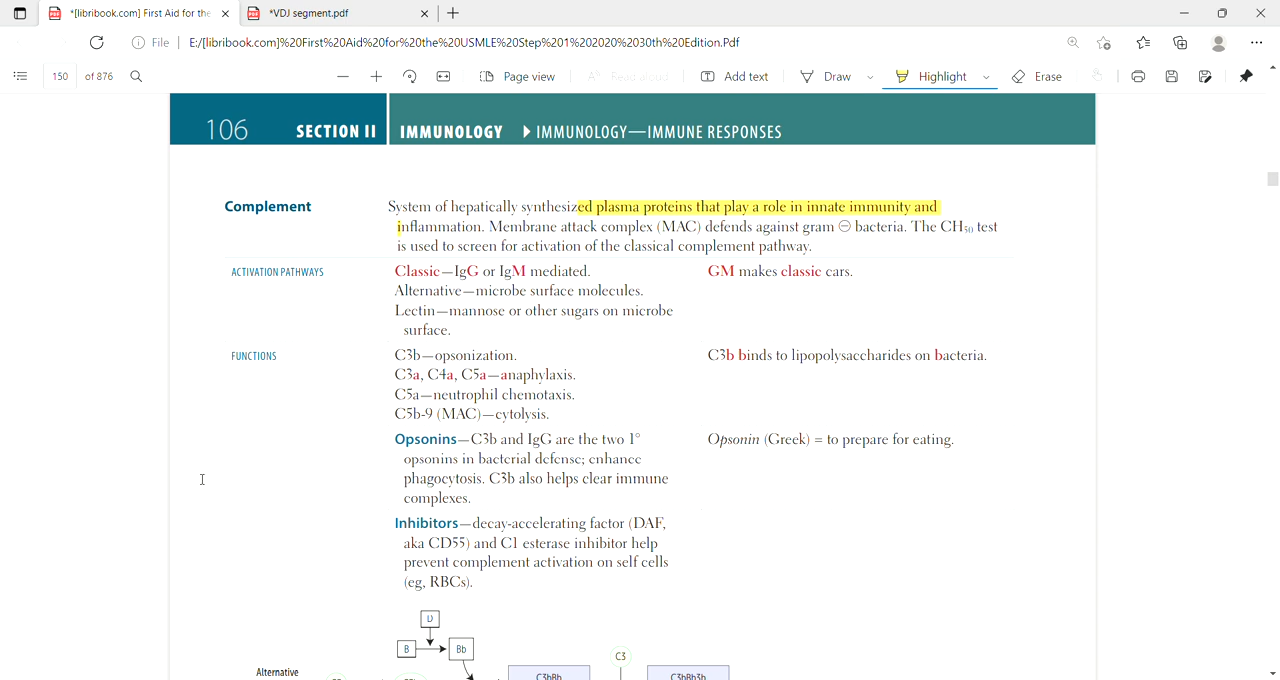 *[libribook.com] First Aid for the
*VDJ segment.pdf
File
E:/[libribook.com]%20First%20Aid%20for%20the%20USMLE%20Step%201%202020%2030th%20Edition.Pdf
150 of 876
Page view
Read aloud
Add text
Draw
Highlight
Erase
106 SECTION II IMMUNOLOGY ▶ IMMUNOLOGY—IMMUNE RESPONSES
Complement
System of hepatically synthesized plasma proteins that play a role in innate immunity and
inflammation. Membrane attack complex (MAC) defends against gram ⊖ bacteria. The CH50 test
is used to screen for activation of the classical complement pathway.
ACTIVATION PATHWAYS
Classic—IgG or IgM mediated.
Alternative—microbe surface molecules.
Lectin—mannose or other sugars on microbe
surface.
GM makes classic cars.
FUNCTIONS
C3b—opsonization.
C3a, C4a, C5a—anaphylaxis.
C5a—neutrophil chemotaxis.
C5b-9 (MAC)—cytolysis.
C3b binds to lipopolysaccharides on bacteria.
Opsonins—C3b and IgG are the two 1°
opsonins in bacterial defense; enhance
phagocytosis. C3b also helps clear immune
complexes.
Opsonin (Greek) = to prepare for eating.
Inhibitors—decay-accelerating factor (DAF,
aka CD55) and C1 esterase inhibitor help
prevent complement activation on self cells
(eg, RBCs).
D
B
Bb
C3
Alternative
C3bBb
C3bBb3b